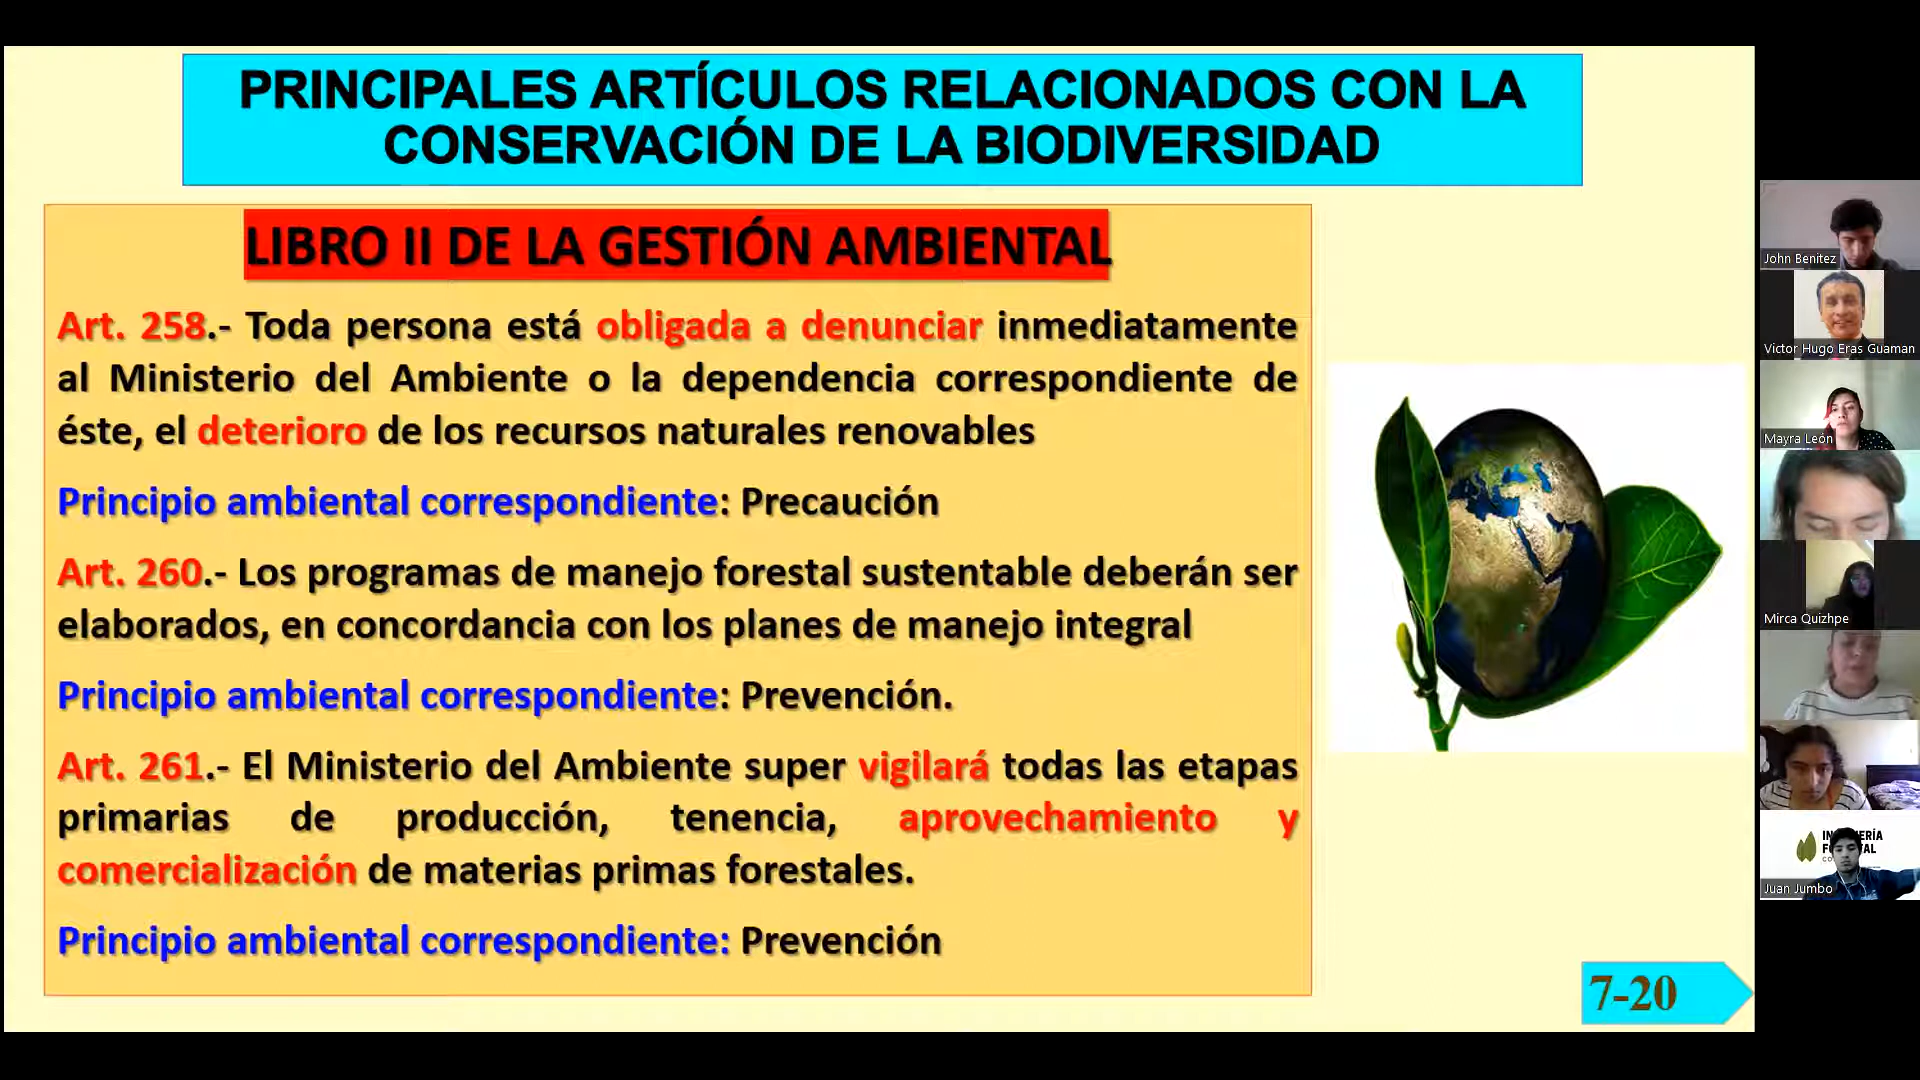 PRINCIPALES ARTÍCULOS RELACIONADOS CON LA
CONSERVACIÓN DE LA BIODIVERSIDAD
LIBRO II DE LA GESTIÓN AMBIENTAL
Art. 258.- Toda persona está obligada a denunciar inmediatamente
al Ministerio del Ambiente o la dependencia correspondiente de
éste, el deterioro de los recursos naturales renovables
Principio ambiental correspondiente: Precaución
Art. 260.- Los programas de manejo forestal sustentable deberán ser
elaborados, en concordancia con los planes de manejo integral
Principio ambiental correspondiente: Prevención.
Art. 261.- El Ministerio del Ambiente super vigilará todas las etapas
primarias de producción, tenencia, aprovechamiento y
comercialización de materias primas forestales.
Principio ambiental correspondiente: Prevención
7-20
John Benitez
Victor Hugo Eras Guaman
Mayra León
Mirca Quizhpe
Juan Jumbo